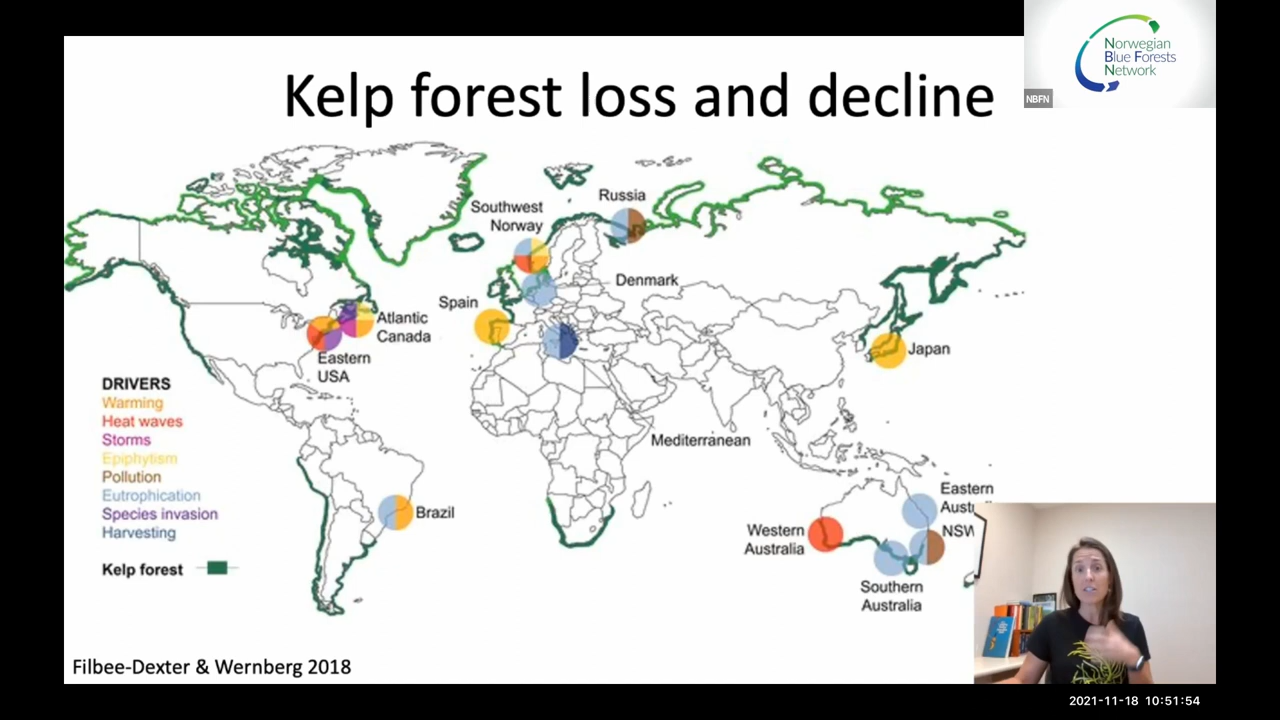 Norwegian
Blue Forests
Network
NBFN
Kelp forest loss and decline
Russia
Southwest
Norway
Denmark
Spain
Atlantic
Canada
Eastern
USA
Japan
DRIVERS
Warming
Heat waves
Storms
Epiphytism
Pollution
Eutrophication
Species invasion
Harvesting
Kelp forest
Mediterranean
Brazil
Western
Australia
Eastern
NSW
Southern
Australia
Filbee-Dexter & Wernberg 2018
2021-11-18 10:51:54